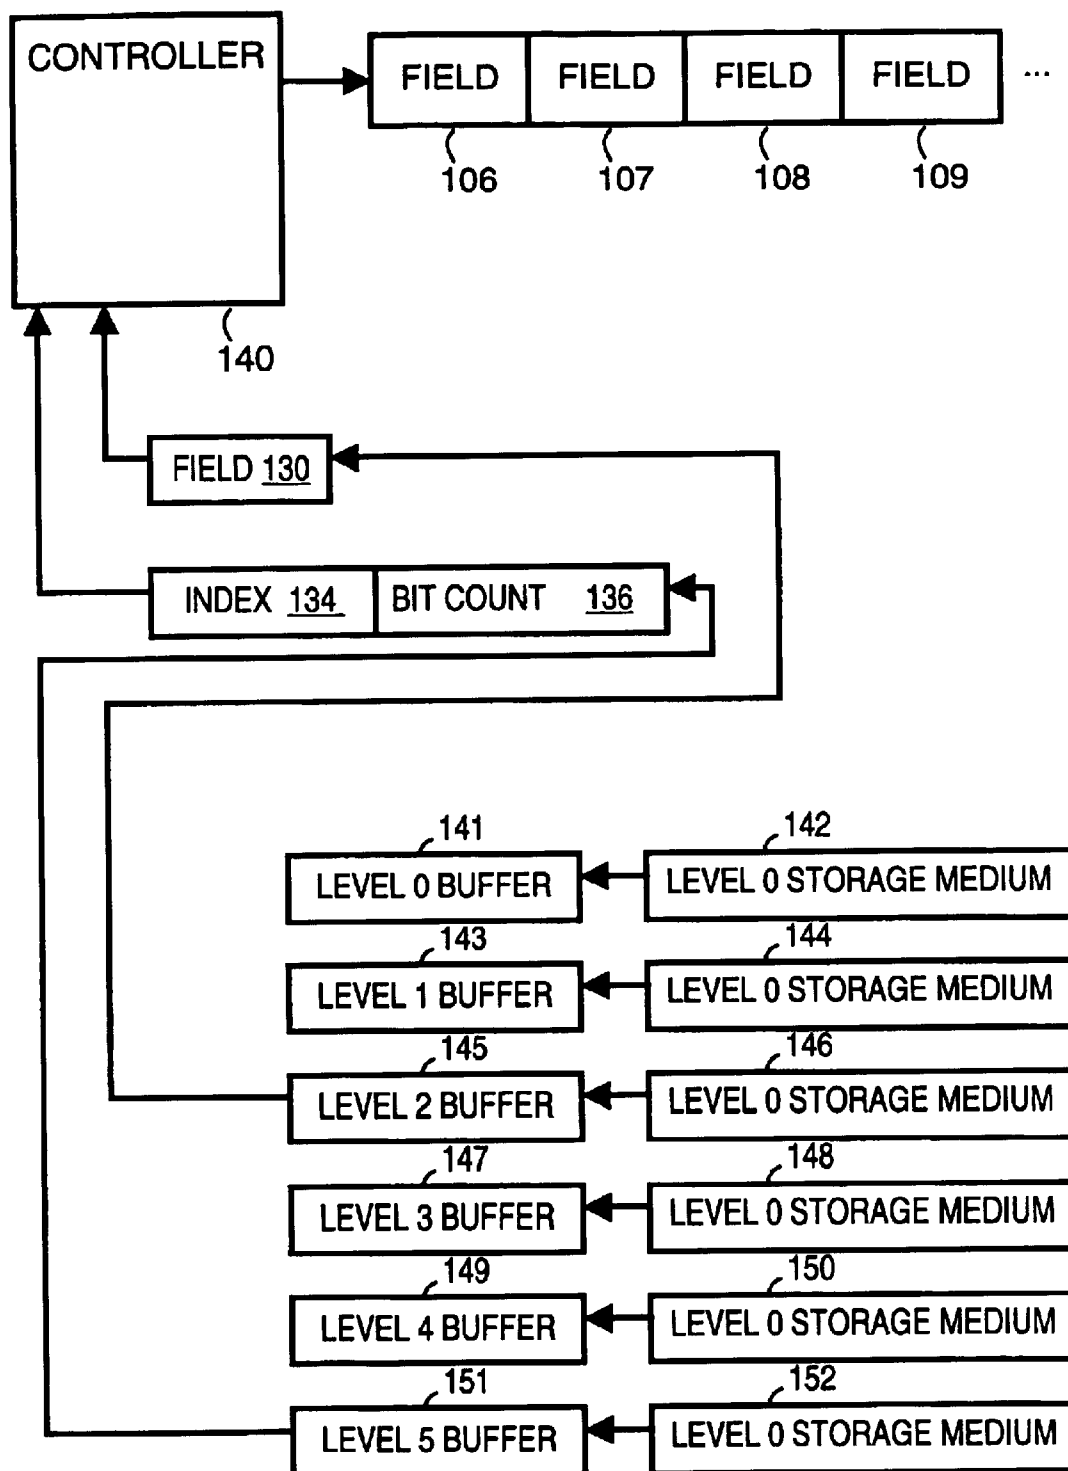 CONTROLLER
FIELD FIELD FIELD FIELD ...
106 107 108 109
140
FIELD 130
INDEX 134 BIT COUNT 136
141 142
LEVEL 0 BUFFER LEVEL 0 STORAGE MEDIUM
143 144
LEVEL 1 BUFFER LEVEL 0 STORAGE MEDIUM
145 146
LEVEL 2 BUFFER LEVEL 0 STORAGE MEDIUM
147 148
LEVEL 3 BUFFER LEVEL 0 STORAGE MEDIUM
149 150
LEVEL 4 BUFFER LEVEL 0 STORAGE MEDIUM
151 152
LEVEL 5 BUFFER LEVEL 0 STORAGE MEDIUM